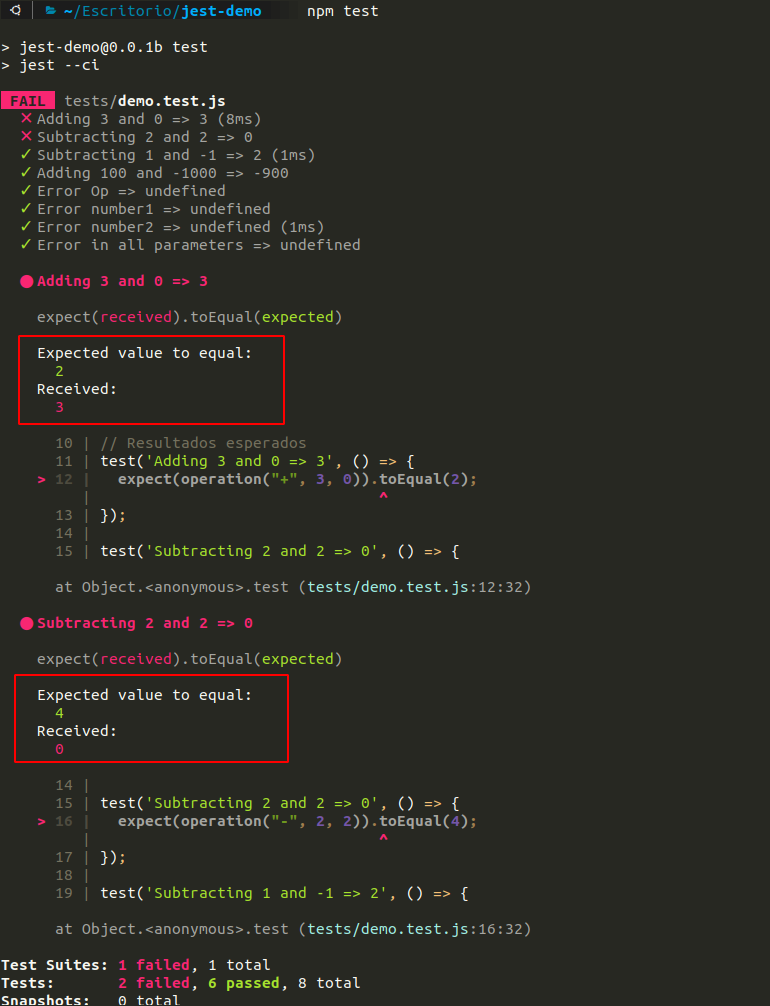 ~/Escritorio/jest-demo npm test
> jest-demo@0.0.1b test
> jest --ci
FAIL tests/demo.test.js
✕ Adding 3 and 0 => 3 (8ms)
✕ Subtracting 2 and 2 => 0
✓ Subtracting 1 and -1 => 2 (1ms)
✓ Adding 100 and -1000 => -900
✓ Error Op => undefined
✓ Error number1 => undefined
✓ Error number2 => undefined (1ms)
✓ Error in all parameters => undefined
● Adding 3 and 0 => 3
expect(received).toEqual(expected)
Expected value to equal:
2
Received:
3
10 | // Resultados esperados
11 | test('Adding 3 and 0 => 3', () => {
> 12 | expect(operation("+", 3, 0)).toEqual(2);
| ^
13 | });
14 |
15 | test('Subtracting 2 and 2 => 0', () => {
at Object.<anonymous>.test (tests/demo.test.js:12:32)
● Subtracting 2 and 2 => 0
expect(received).toEqual(expected)
Expected value to equal:
4
Received:
0
14 |
15 | test('Subtracting 2 and 2 => 0', () => {
> 16 | expect(operation("-", 2, 2)).toEqual(4);
| ^
17 | });
18 |
19 | test('Subtracting 1 and -1 => 2', () => {
at Object.<anonymous>.test (tests/demo.test.js:16:32)
Test Suites: 1 failed, 1 total
Tests: 2 failed, 6 passed, 8 total
Snapshots: 0 total